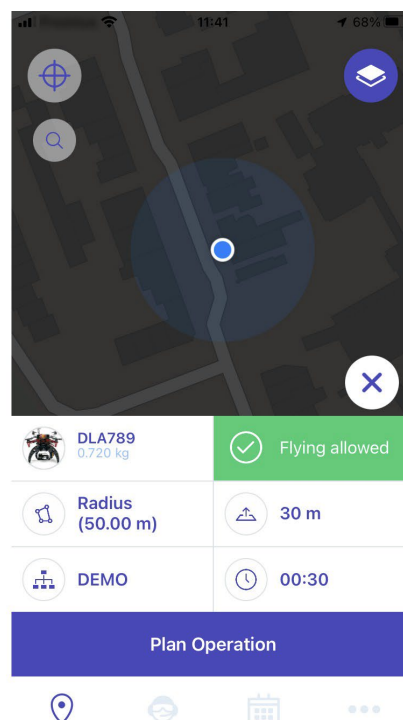 11:41
68%
DLA789
0.720 kg
Flying allowed
Radius
(50.00 m)
30 m
DEMO
00:30
Plan Operation